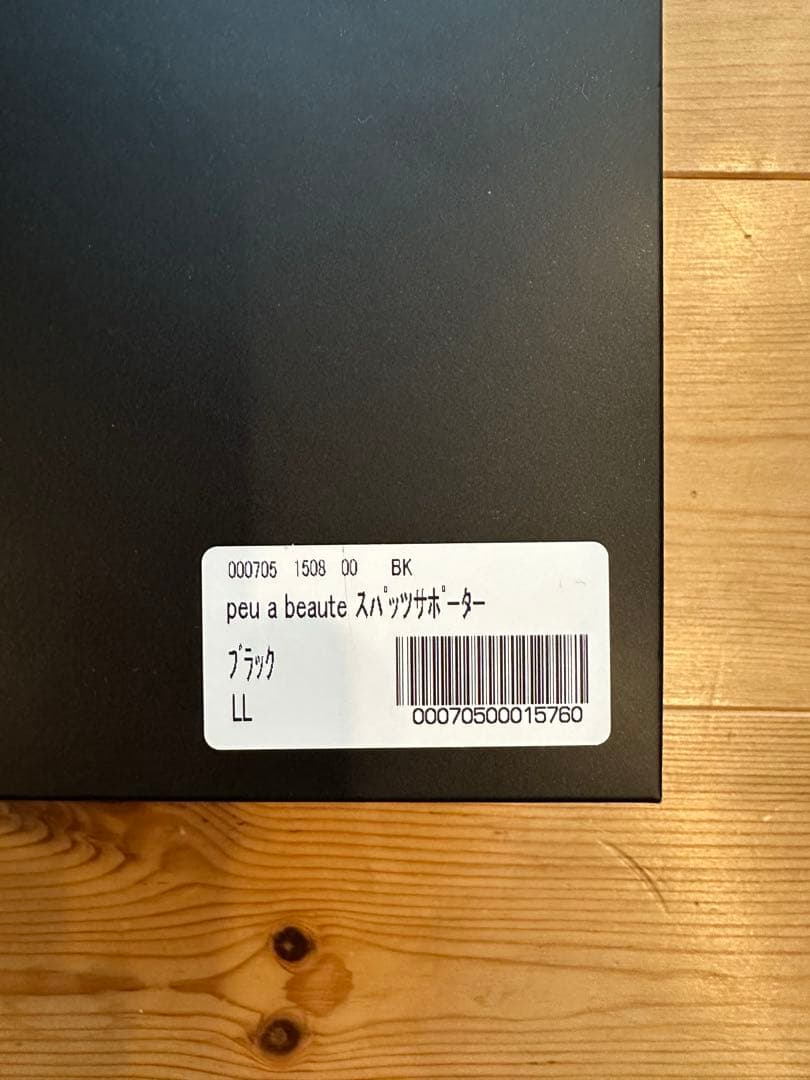 000705 1508 00 BK
peu a beaute ｽﾊﾟｯﾂｻﾎﾟｰﾀｰ
ﾌﾞﾗｯｸ
LL
00070500015760